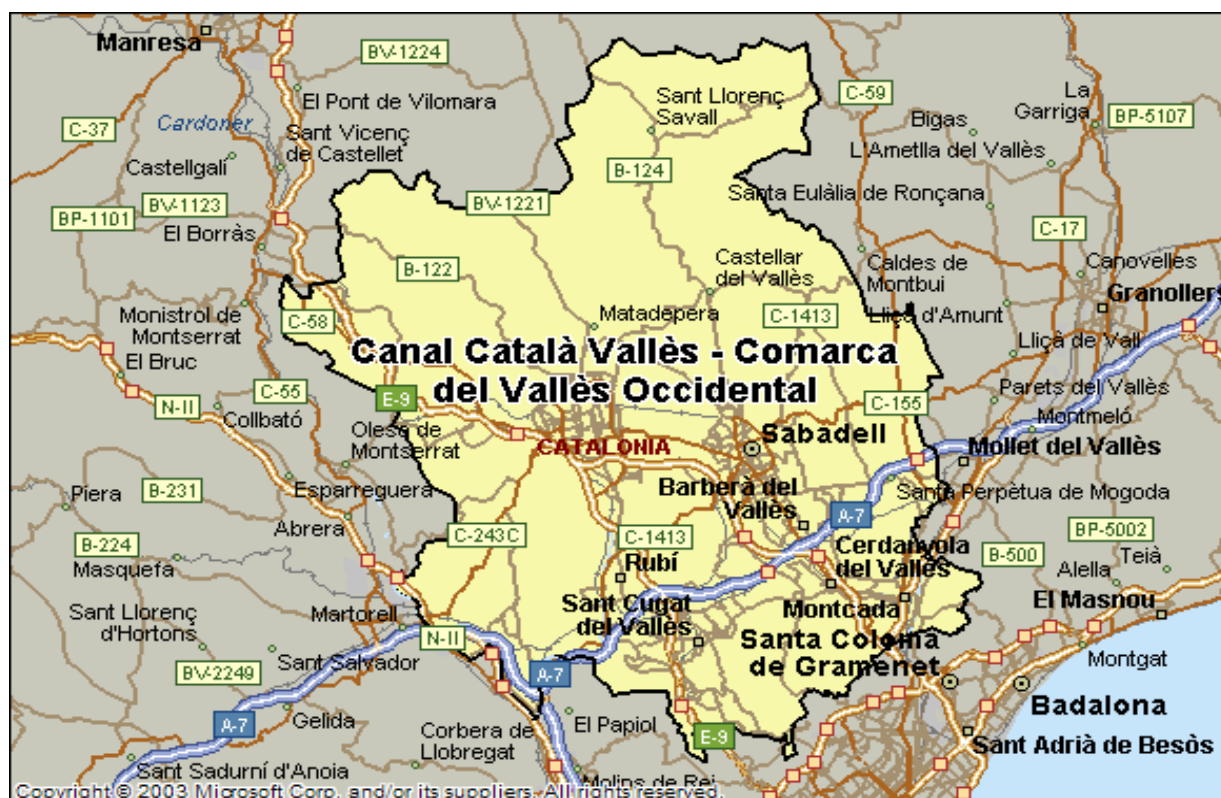 Manresa
BV-1224
El Pont de Vilomara
C-37
Cardoner
Sant Vicenç
de Castellet
Castellgalí
BV-1123
BP-1101
El Borràs
BV-1221
Sant Llorenç
Savall
B-124
C-59
Bigas
La
Garriga
BP-5107
L'Ametlla del Vallès
Santa Eulàlia de Ronçana
C-17
B-122
Castellar
del Vallès
Caldes de
Montbui
Canovelles
Granollers
Monistrol de
Montserrat
C-58
Matadepera
C-1413
Lliçà d'Amunt
El Bruc
Lliçà de Vall
Canal Català Vallès - Comarca
del Vallès Occidental
C-55
E-9
N-II
Collbató
C-155
Parets del Vallès
Montmeló
Olesa de
Montserrat
CATALONIA
Sabadell
Mollet del Vallès
Piera
B-231
Esparreguera
Barberà del
Vallès
Santa Perpètua de Mogoda
A-7
Abrera
C-243C
C-1413
BP-5002
B-224
Masquefa
Rubí
Cerdanyola
del Vallès
B-500
Teià
Alella
Sant Llorenç
d'Hortons
Martorell
Sant Cugat
del Vallès
Montcada
El Masnou
N-II
Santa Coloma
de Gramenet
Montgat
Sant Salvador
BV-2249
A-7
A-7
Gelida
Corbera de
Llobregat
El Papiol
E-9
Badalona
Sant Adrià de Besòs
Sant Sadurní d'Anoia
Molins de Rei
Copyright © 2003 Microsoft Corp. and/or its suppliers. All rights reserved.